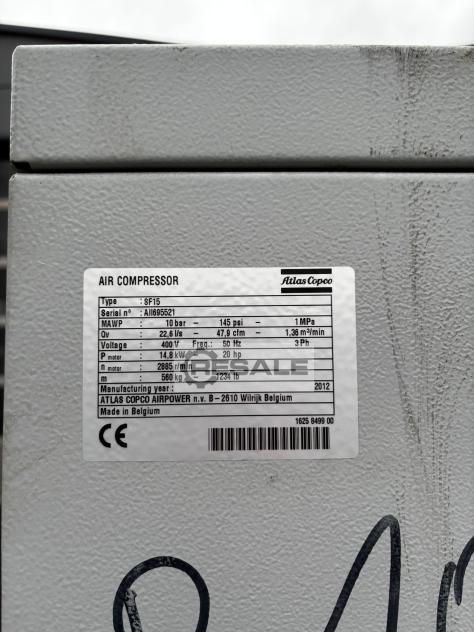 AIR COMPRESSOR
Atlas Copco
Type : SF15
Serial n° : AII695521
MAWP : 10 bar - 145 psi - 1 MPa
Qv : 22,6 l/s - 47,9 cfm - 1,36 m³/min
Voltage : 400 V Freq.: 50 Hz 3 Ph
P motor : 14,8 kW 20 hp
n motor : 2885 r/min
m : 560 kg 1234 lb
Manufacturing year : 2012
ATLAS COPCO AIRPOWER n.v. B - 2610 Wilrijk Belgium
Made in Belgium
CE
1625 8499 00
RESALE